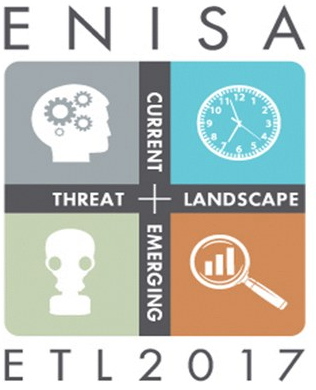 ENISA
CURRENT
THREAT + LANDSCAPE
EMERGING
ETL2017